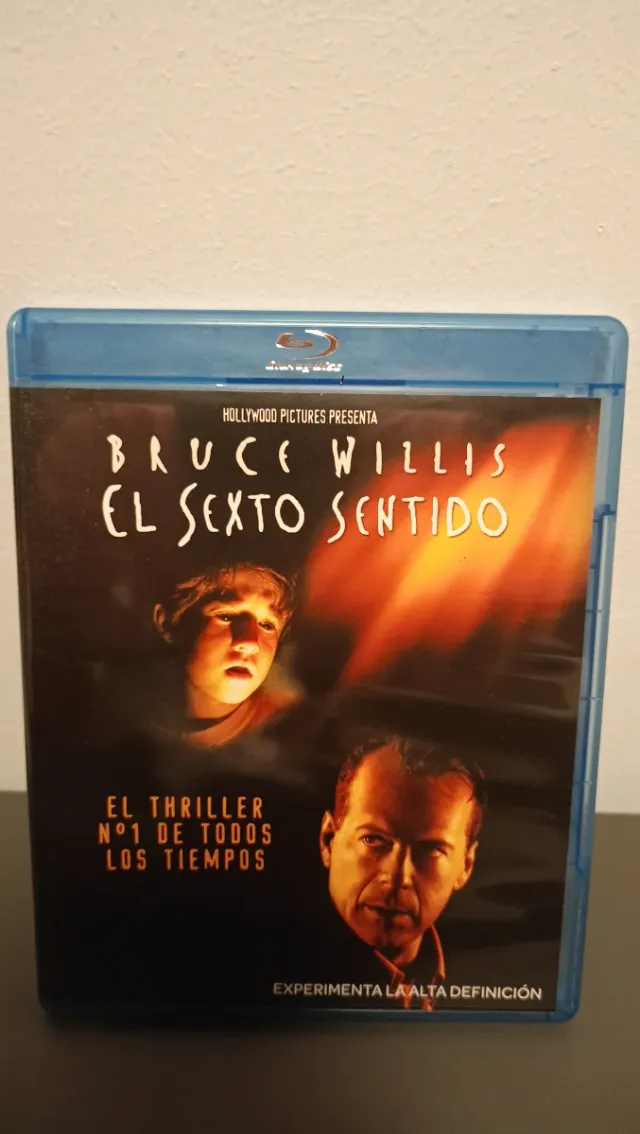 HOLLYWOOD PICTURES PRESENTA
BRUCE WILLIS
EL SEXTO SENTIDO
EL THRILLER
Nº1 DE TODOS
LOS TIEMPOS
EXPERIMENTA LA ALTA DEFINICIÓN